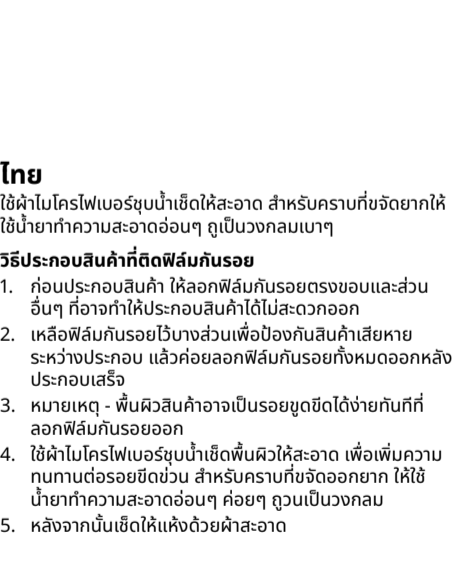 ไทย
ใช้ผ้าไมโครไฟเบอร์ชุบน้ำเช็ดให้สะอาด สำหรับคราบที่ขจัดยากให้
ใช้น้ำยาทำความสะอาดอ่อนๆ ถูเป็นวงกลมเบาๆ
วิธีประกอบสินค้าที่ติดฟิล์มกันรอย
1. ก่อนประกอบสินค้า ให้ลอกฟิล์มกันรอยตรงขอบและส่วน
อื่นๆ ที่อาจทำให้ประกอบสินค้าได้ไม่สะดวกออก
2. เหลือฟิล์มกันรอยไว้บางส่วนเพื่อป้องกันสินค้าเสียหาย
ระหว่างประกอบ แล้วค่อยลอกฟิล์มกันรอยทั้งหมดออกหลัง
ประกอบเสร็จ
3. หมายเหตุ - พื้นผิวสินค้าอาจเป็นรอยขูดขีดได้ง่ายทันทีที่
ลอกฟิล์มกันรอยออก
4. ใช้ผ้าไมโครไฟเบอร์ชุบน้ำเช็ดพื้นผิวให้สะอาด เพื่อเพิ่มความ
ทนทานต่อรอยขีดข่วน สำหรับคราบที่ขจัดออกยาก ให้ใช้
น้ำยาทำความสะอาดอ่อนๆ ค่อยๆ ถูวนเป็นวงกลม
5. หลังจากนั้นเช็ดให้แห้งด้วยผ้าสะอาด